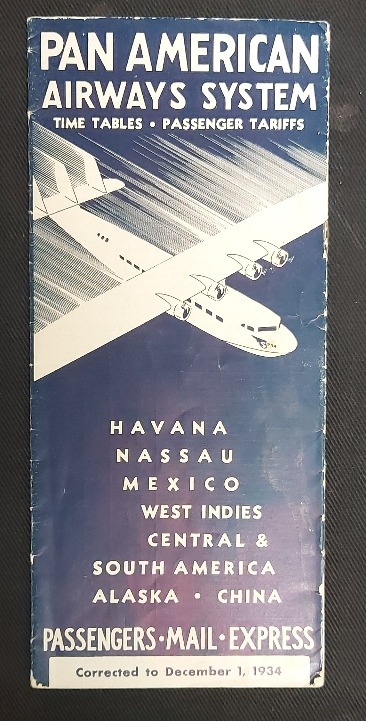 PAN AMERICAN
AIRWAYS SYSTEM
TIME TABLES • PASSENGER TARIFFS
HAVANA
NASSAU
MEXICO
WEST INDIES
CENTRAL &
SOUTH AMERICA
ALASKA • CHINA
PASSENGERS•MAIL•EXPRESS
Corrected to December 1, 1934